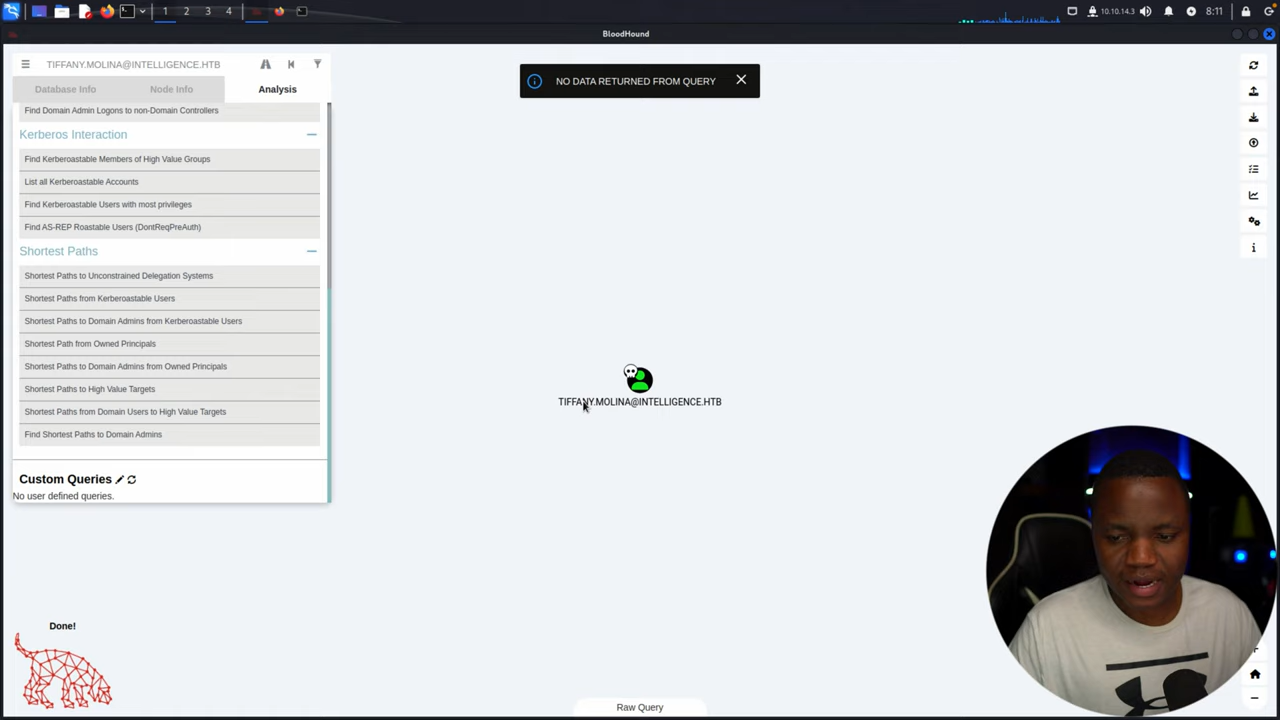 1 2 3 4
10.10.14.3
8:11
BloodHound
TIFFANY.MOLINA@INTELLIGENCE.HTB
Database Info Node Info Analysis
NO DATA RETURNED FROM QUERY
Find Domain Admin Logons to non-Domain Controllers
Kerberos Interaction
Find Kerberoastable Members of High Value Groups
List all Kerberoastable Accounts
Find Kerberoastable Users with most privileges
Find AS-REP Roastable Users (DontReqPreAuth)
Shortest Paths
Shortest Paths to Unconstrained Delegation Systems
Shortest Paths from Kerberoastable Users
Shortest Paths to Domain Admins from Kerberoastable Users
Shortest Path from Owned Principals
Shortest Paths to Domain Admins from Owned Principals
Shortest Paths to High Value Targets
Shortest Paths from Domain Users to High Value Targets
Find Shortest Paths to Domain Admins
Custom Queries
No user defined queries.
TIFFANY.MOLINA@INTELLIGENCE.HTB
Done!
Raw Query